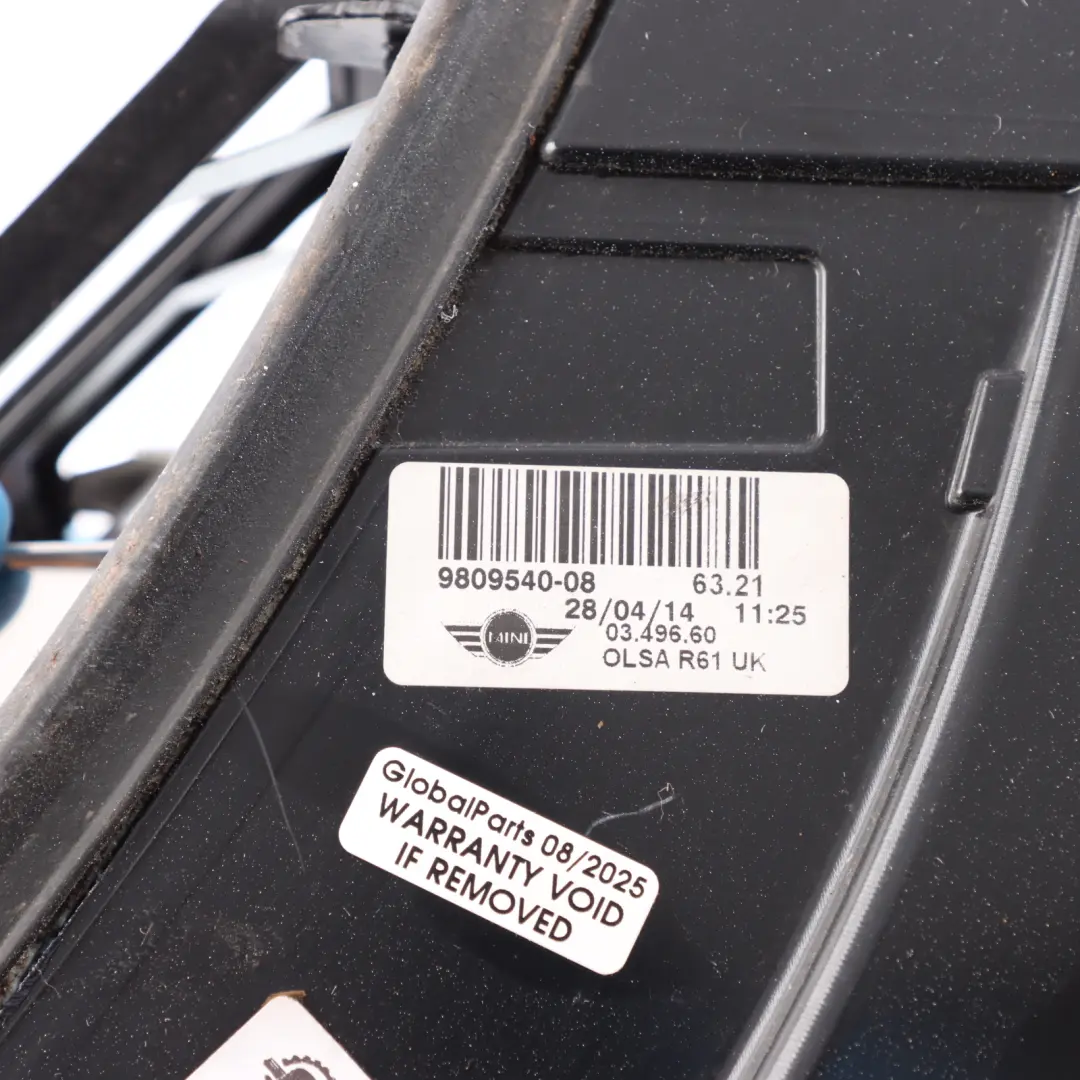 9809540-08 63.21
28/04/14 11:25
03.496.60
MINI
OLSA R61 UK
GlobalParts 08/2025
WARRANTY VOID
IF REMOVED